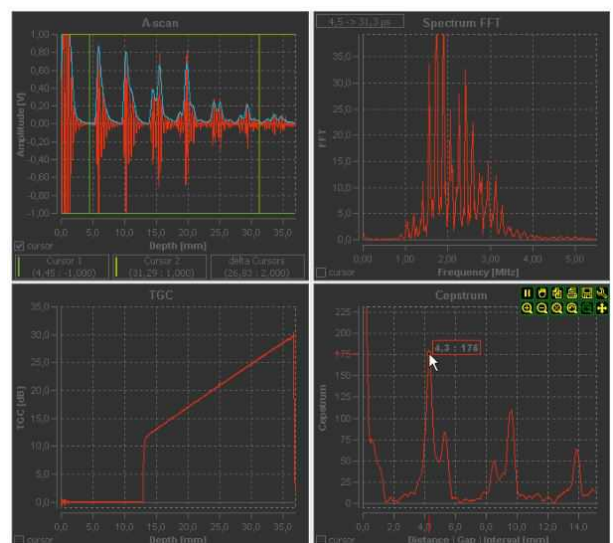 A-scan
1,00
0,80
0,60
0,40
0,20
0,00
-0,20
-0,40
-0,60
-0,80
-1,00
Amplitude [V]
0,0 5,0 10,0 15,0 20,0 25,0 30,0 35,0
Depth [mm]
cursor
Cursor 1
(4,45 : -1,000)
Cursor 2
(31,29 : 1,000)
delta Cursors
(26,83 : 2,000)
4,5 -> 31,3 µs
Spectrum FFT
35,0
30,0
25,0
20,0
15,0
10,0
5,0
0,0
FFT
0,00 1,00 2,00 3,00 4,00 5,00
Frequency [MHz]
cursor
TGC
35,0
30,0
25,0
20,0
15,0
10,0
5,0
0,0
TGC [dB]
0,0 5,0 10,0 15,0 20,0 25,0 30,0 35,0
Depth [mm]
cursor
Cepstrum
225
200
175
150
125
100
75
50
25
0
Cepstrum
4.3 : 176
0,0 2,0 4,0 6,0 8,0 10,0 12,0 14,0
Distance | Gap | Interval [mm]
cursor